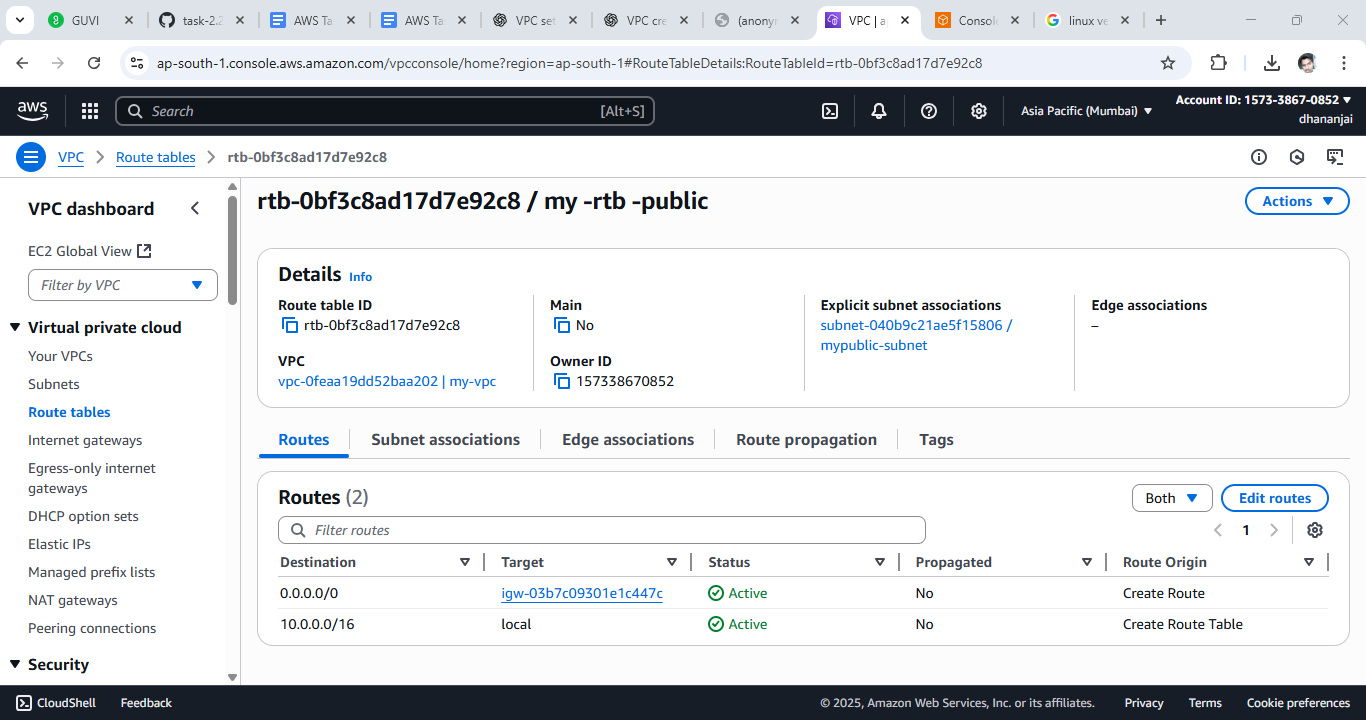 GUVI
task-2.2
AWS Ta
AWS Ta
VPC set
VPC cre
(anonyr
VPC | a
Consol
linux ve
ap-south-1.console.aws.amazon.com/vpcconsole/home?region=ap-south-1#RouteTableDetails:RouteTableId=rtb-0bf3c8ad17d7e92c8
aws
Search [Alt+S]
Asia Pacific (Mumbai)
Account ID: 1573-3867-0852
dhananjai
VPC
Route tables
rtb-0bf3c8ad17d7e92c8
VPC dashboard
EC2 Global View
Filter by VPC
Virtual private cloud
Your VPCs
Subnets
Route tables
Internet gateways
Egress-only internet
gateways
DHCP option sets
Elastic IPs
Managed prefix lists
NAT gateways
Peering connections
Security
rtb-0bf3c8ad17d7e92c8 / my -rtb -public
Actions
Details Info
Route table ID
rtb-0bf3c8ad17d7e92c8
VPC
vpc-0feaa19dd52baa202 | my-vpc
Main
No
Owner ID
157338670852
Explicit subnet associations
subnet-040b9c21ae5f15806 /
mypublic-subnet
Edge associations
–
Routes Subnet associations Edge associations Route propagation Tags
Routes (2)
Both
Edit routes
Filter routes
1
Destination Target Status Propagated Route Origin
0.0.0.0/0 igw-03b7c09301e1c447c Active No Create Route
10.0.0.0/16 local Active No Create Route Table
CloudShell Feedback © 2025, Amazon Web Services, Inc. or its affiliates. Privacy Terms Cookie preferences